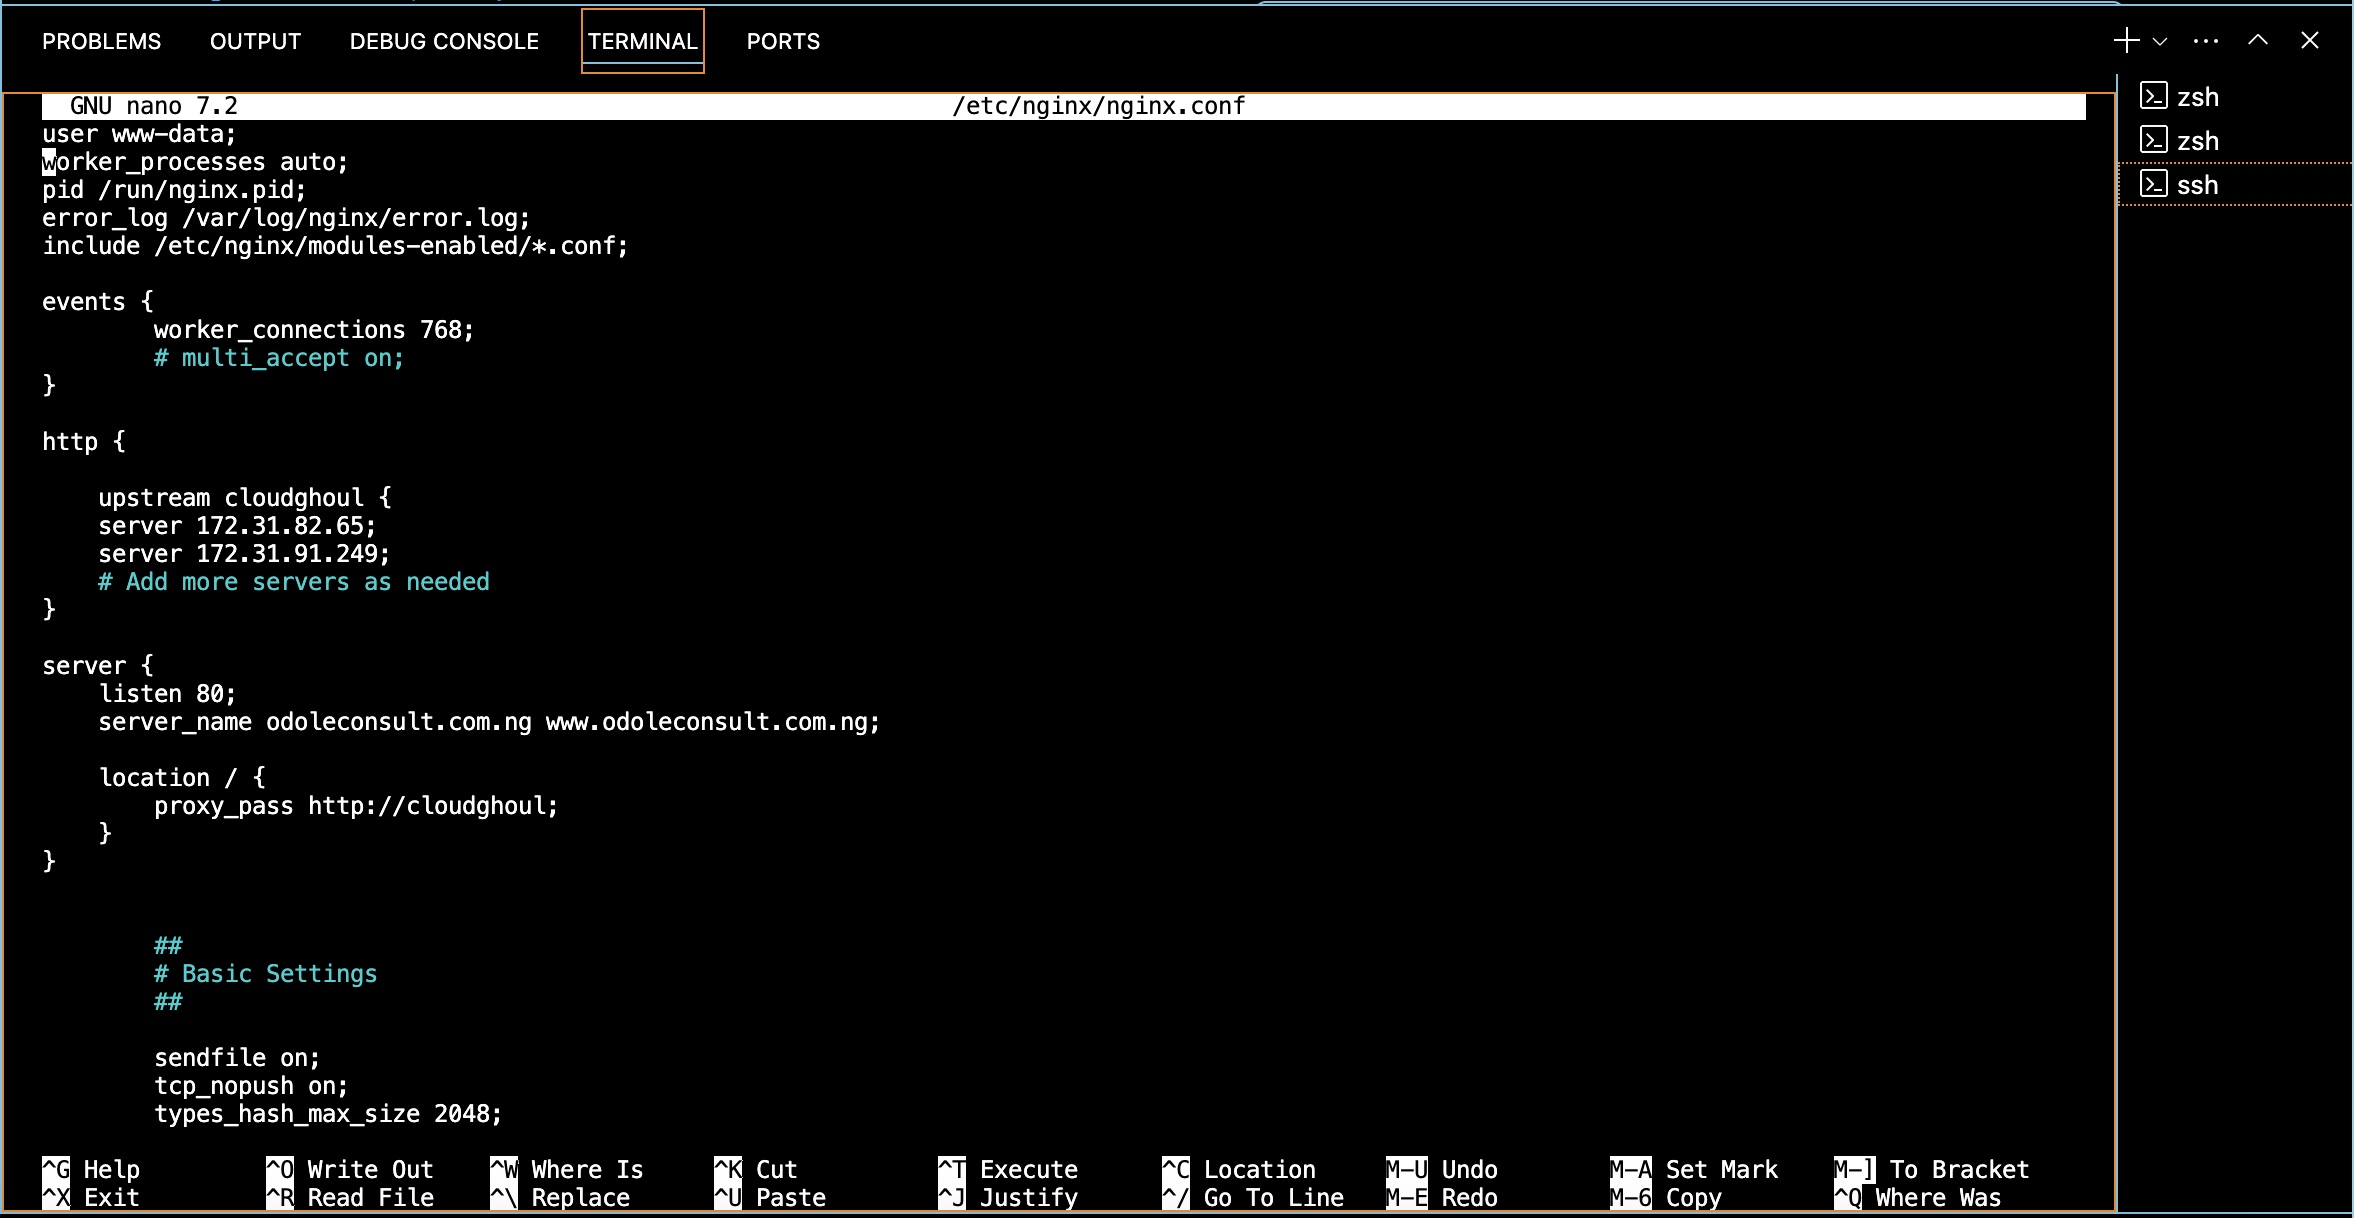 PROBLEMS OUTPUT DEBUG CONSOLE TERMINAL PORTS
zsh
zsh
ssh
GNU nano 7.2 /etc/nginx/nginx.conf
user www-data;
worker_processes auto;
pid /run/nginx.pid;
error_log /var/log/nginx/error.log;
include /etc/nginx/modules-enabled/*.conf;

events {
        worker_connections 768;
        # multi_accept on;
}

http {

    upstream cloudghoul {
    server 172.31.82.65;
    server 172.31.91.249;
    # Add more servers as needed
}

server {
    listen 80;
    server_name odoleconsult.com.ng www.odoleconsult.com.ng;

    location / {
        proxy_pass http://cloudghoul;
    }
}

        ##
        # Basic Settings
        ##

        sendfile on;
        tcp_nopush on;
        types_hash_max_size 2048;

^G Help ^O Write Out ^W Where Is ^K Cut ^T Execute ^C Location M-U Undo M-A Set Mark M-] To Bracket
^X Exit ^R Read File ^\ Replace ^U Paste ^J Justify ^/ Go To Line M-E Redo M-6 Copy ^Q Where Was